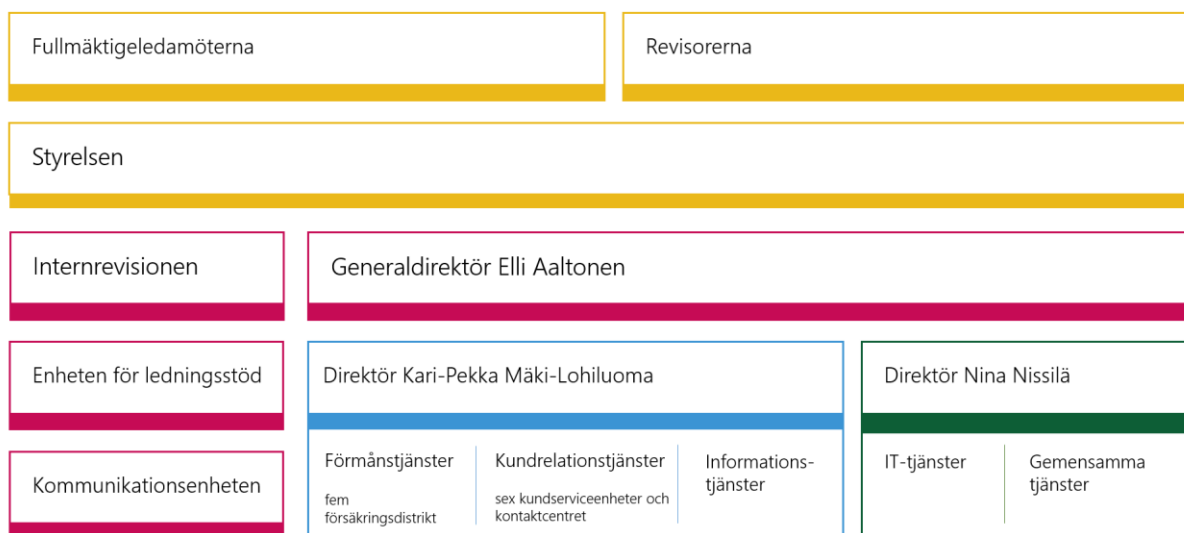 Fullmäktigeledamöterna
Revisorerna
Styrelsen
Internrevisionen
Generaldirektör Elli Aaltonen
Enheten för ledningsstöd
Direktör Kari-Pekka Mäki-Lohiluoma
Direktör Nina Nissilä
Kommunikationsenheten
Förmånstjänster
fem
försäkringsdistrikt
Kundrelationstjänster
sex kundserviceenheter och
kontaktcentret
Informations-
tjänster
IT-tjänster
Gemensamma
tjänster